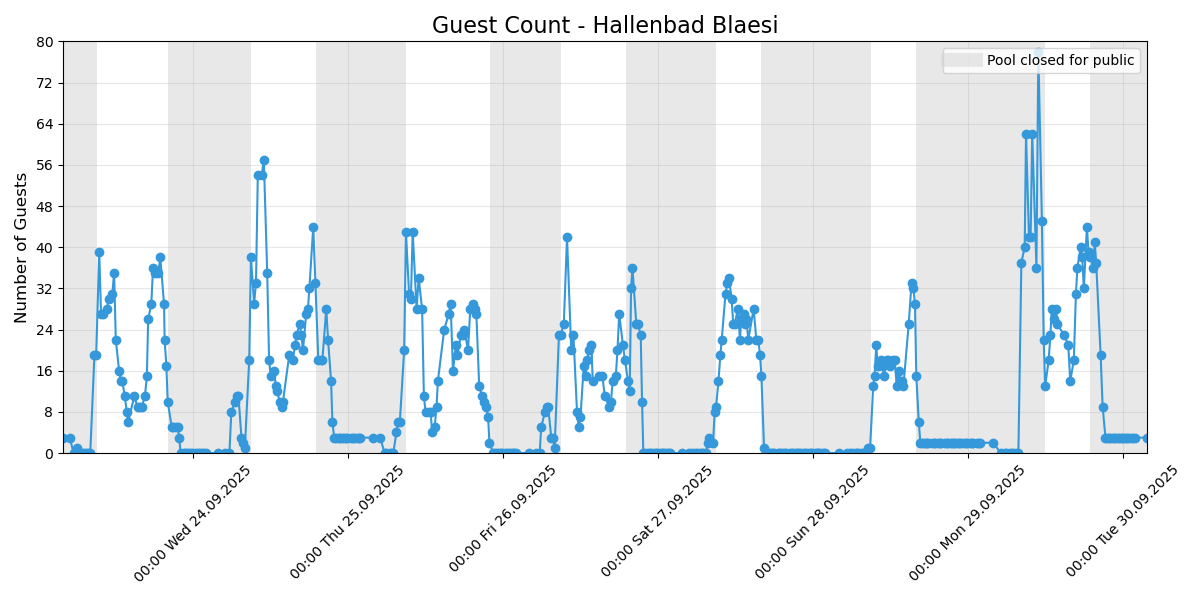 Guest Count - Hallenbad Blaesi
Pool closed for public
Number of Guests
80
72
64
56
48
40
32
24
16
8
0
00:00 Wed 24.09.2025
00:00 Thu 25.09.2025
00:00 Fri 26.09.2025
00:00 Sat 27.09.2025
00:00 Sun 28.09.2025
00:00 Mon 29.09.2025
00:00 Tue 30.09.2025